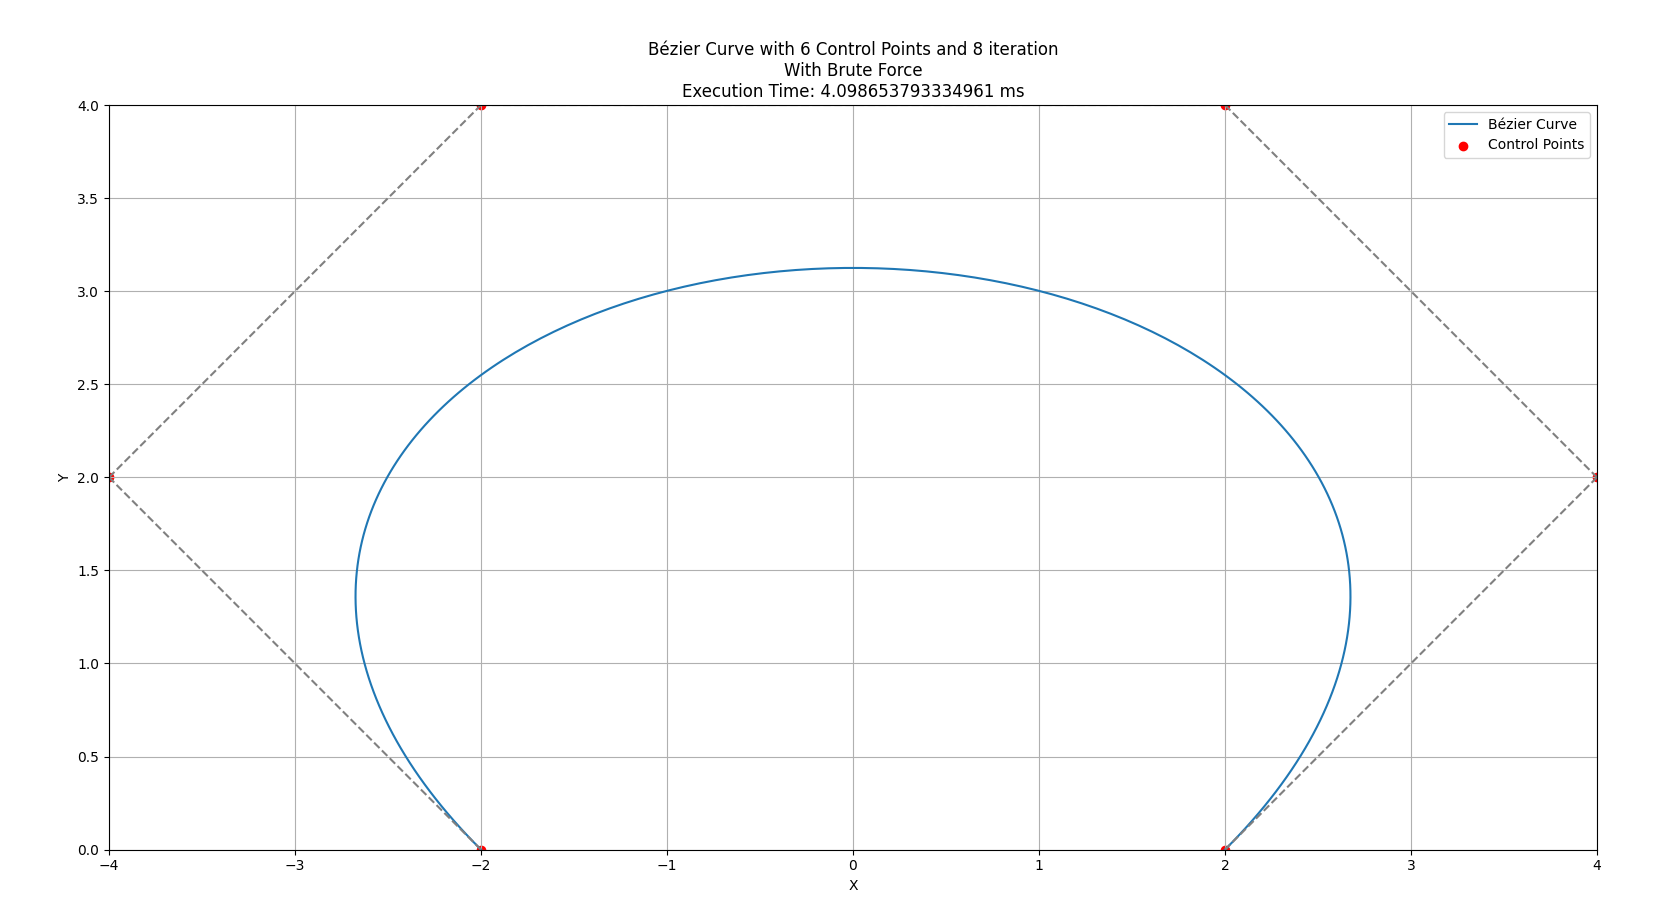 Bézier Curve with 6 Control Points and 8 iteration
With Brute Force
Execution Time: 4.098653793334961 ms
Bézier Curve
Control Points
4.0
3.5
3.0
2.5
2.0
1.5
1.0
0.5
0.0
Y
−4
−3
−2
−1
0
1
2
3
4
X